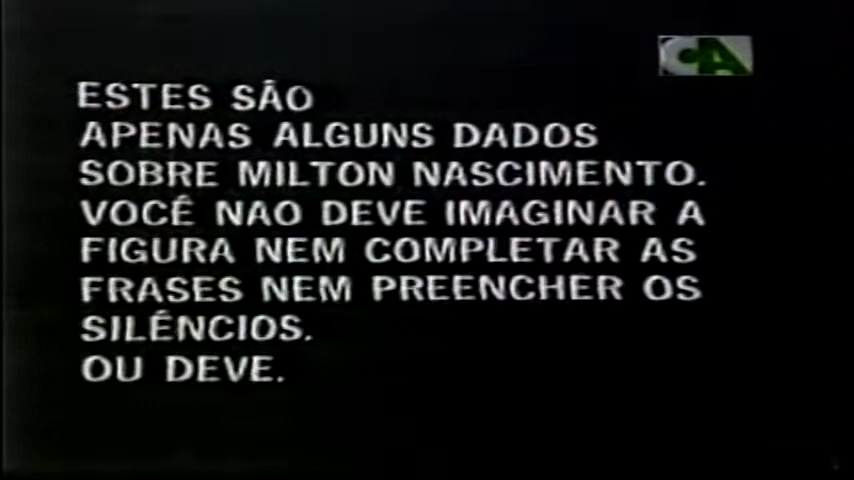 CA
ESTES SÃO
APENAS ALGUNS DADOS
SOBRE MILTON NASCIMENTO.
VOCÊ NAO DEVE IMAGINAR A
FIGURA NEM COMPLETAR AS
FRASES NEM PREENCHER OS
SILÊNCIOS.
OU DEVE.